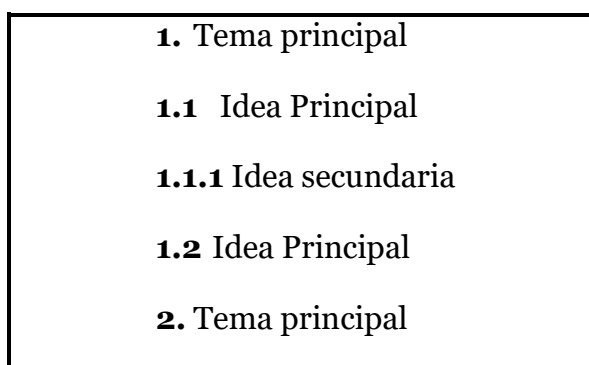 1. Tema principal
1.1 Idea Principal
1.1.1 Idea secundaria
1.2 Idea Principal
2. Tema principal